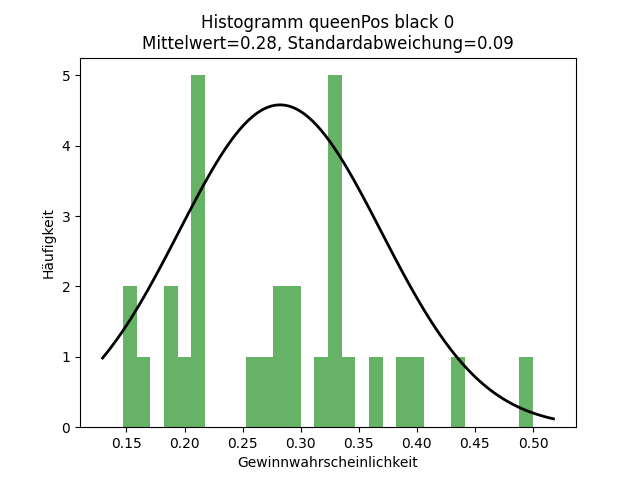 Histogramm queenPos black 0
Mittelwert=0.28, Standardabweichung=0.09
5
4
3
2
1
0
Häufigkeit
0.15 0.20 0.25 0.30 0.35 0.40 0.45 0.50
Gewinnwahrscheinlichkeit